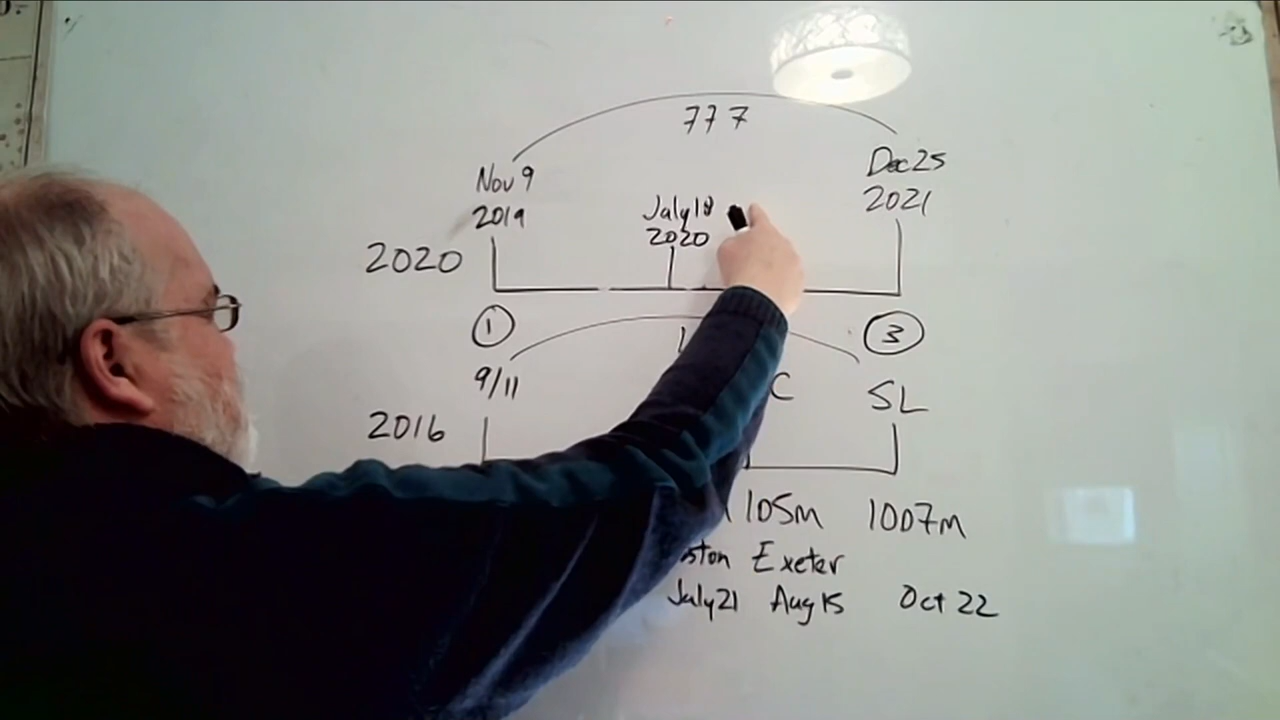 777
Nov 9
2019
July 18
2020
Dec 25
2021
2020
1
3
9/11
C
SL
2016
105m
1007m
Exeter
July 21
Aug 15
Oct 22